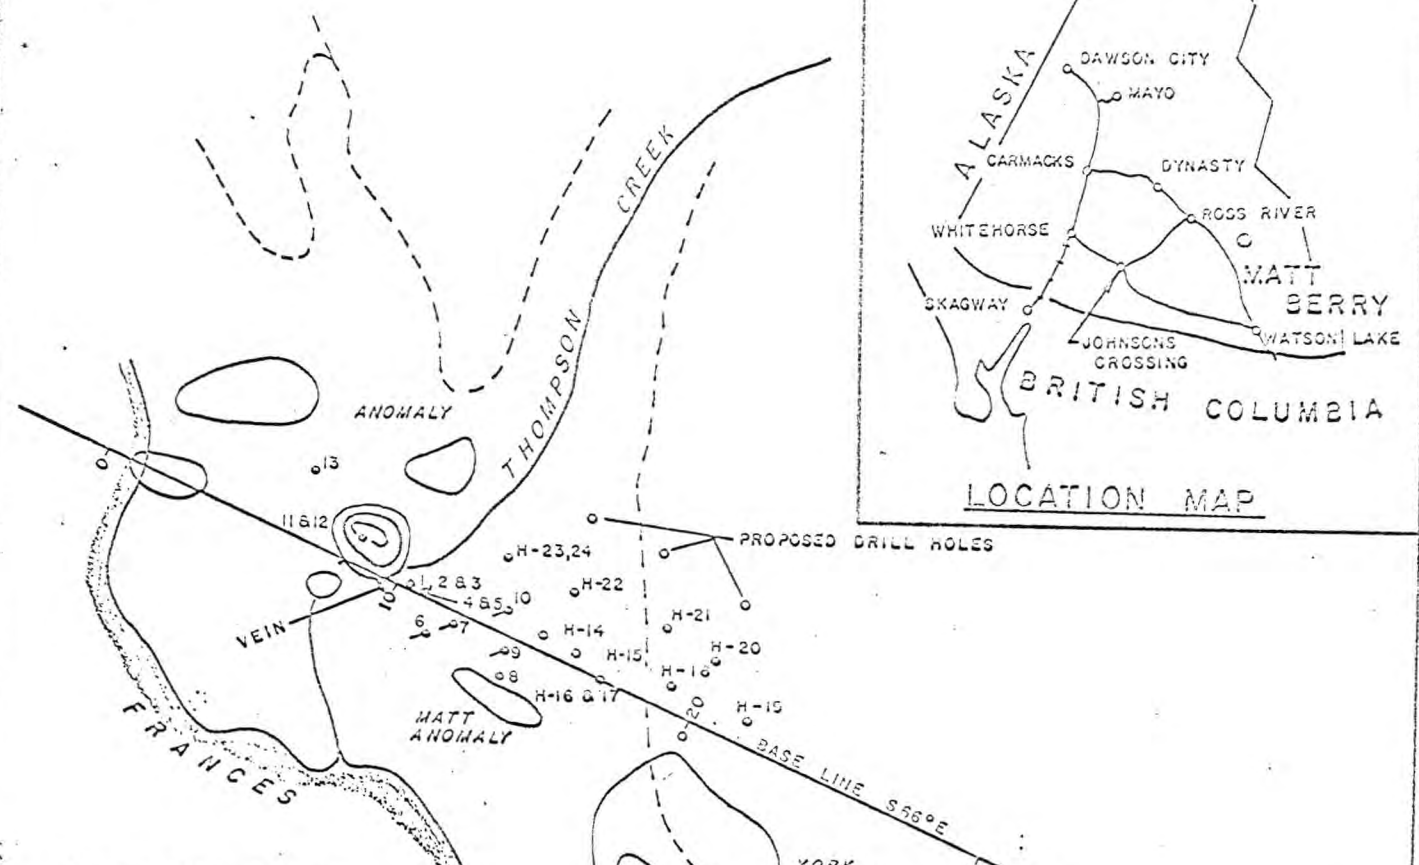 ALASKA
DAWSON CITY
MAYO
CARMACKS
DYNASTY
ROSS RIVER
WHITEHORSE
MATT
BERRY
SKAGWAY
WATSON LAKE
JOHNSONS
CROSSING
BRITISH COLUMBIA
LOCATION MAP
THOMPSON CREEK
ANOMALY
13
11 & 12
PROPOSED DRILL HOLES
H-23,24
H-22
1, 2 & 3
4 & 5
10
10
VEIN
6
7
H-21
H-14
H-15
H-20
9
8
H-18
H-16 & 17
H-19
20
MATT
ANOMALY
FRANCES
BASE LINE S66°E
YORK